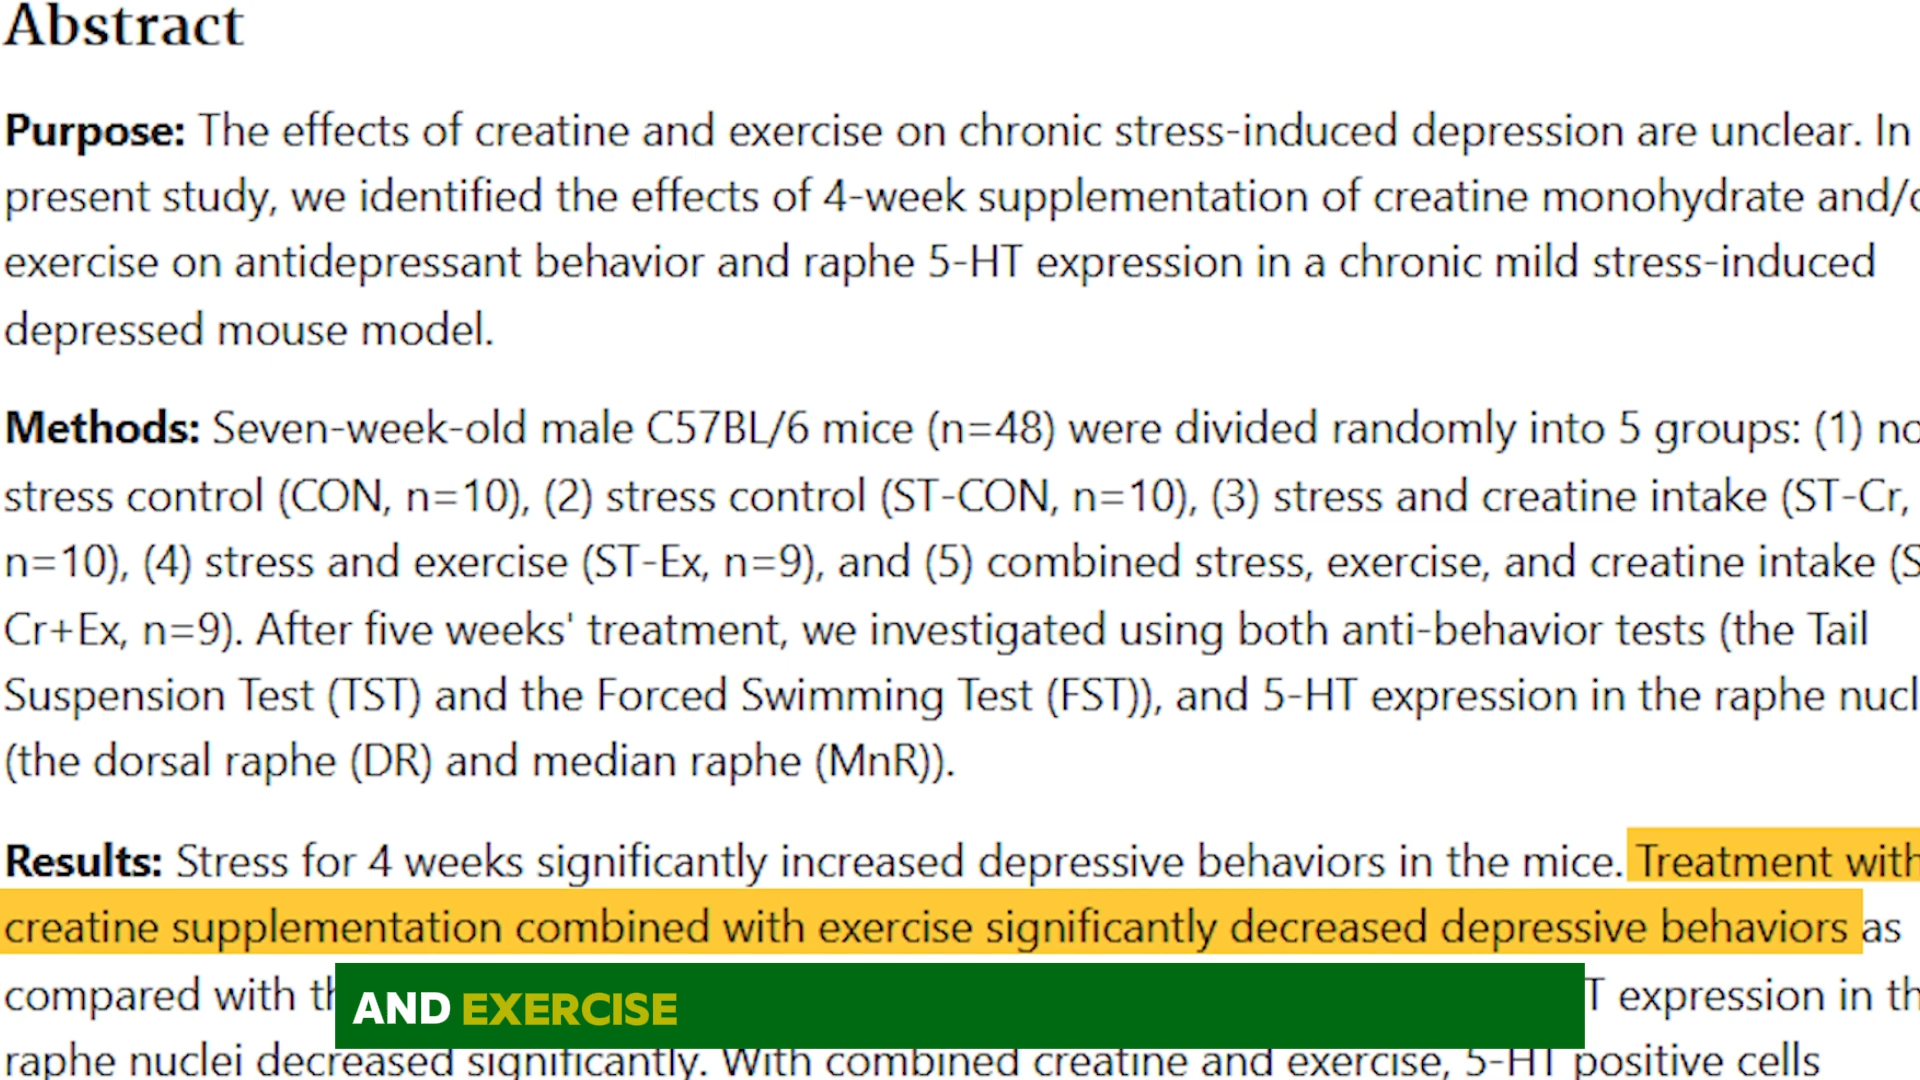 Abstract
Purpose: The effects of creatine and exercise on chronic stress-induced depression are unclear. In
present study, we identified the effects of 4-week supplementation of creatine monohydrate and/
exercise on antidepressant behavior and raphe 5-HT expression in a chronic mild stress-induced
depressed mouse model.
Methods: Seven-week-old male C57BL/6 mice (n=48) were divided randomly into 5 groups: (1)
stress control (CON, n=10), (2) stress control (ST-CON, n=10), (3) stress and creatine intake (ST-Cr,
n=10), (4) stress and exercise (ST-Ex, n=9), and (5) combined stress, exercise, and creatine intake
Cr+Ex, n=9). After five weeks' treatment, we investigated using both anti-behavior tests (the Tail
Suspension Test (TST) and the Forced Swimming Test (FST)), and 5-HT expression in the raphe nucl
(the dorsal raphe (DR) and median raphe (MnR)).
Results: Stress for 4 weeks significantly increased depressive behaviors in the mice. Treatment with
creatine supplementation combined with exercise significantly decreased depressive behaviors as
compared with th T expression in th
AND EXERCISE
raphe nuclei decreased significantly. With combined creatine and exercise, 5-HT positive cells